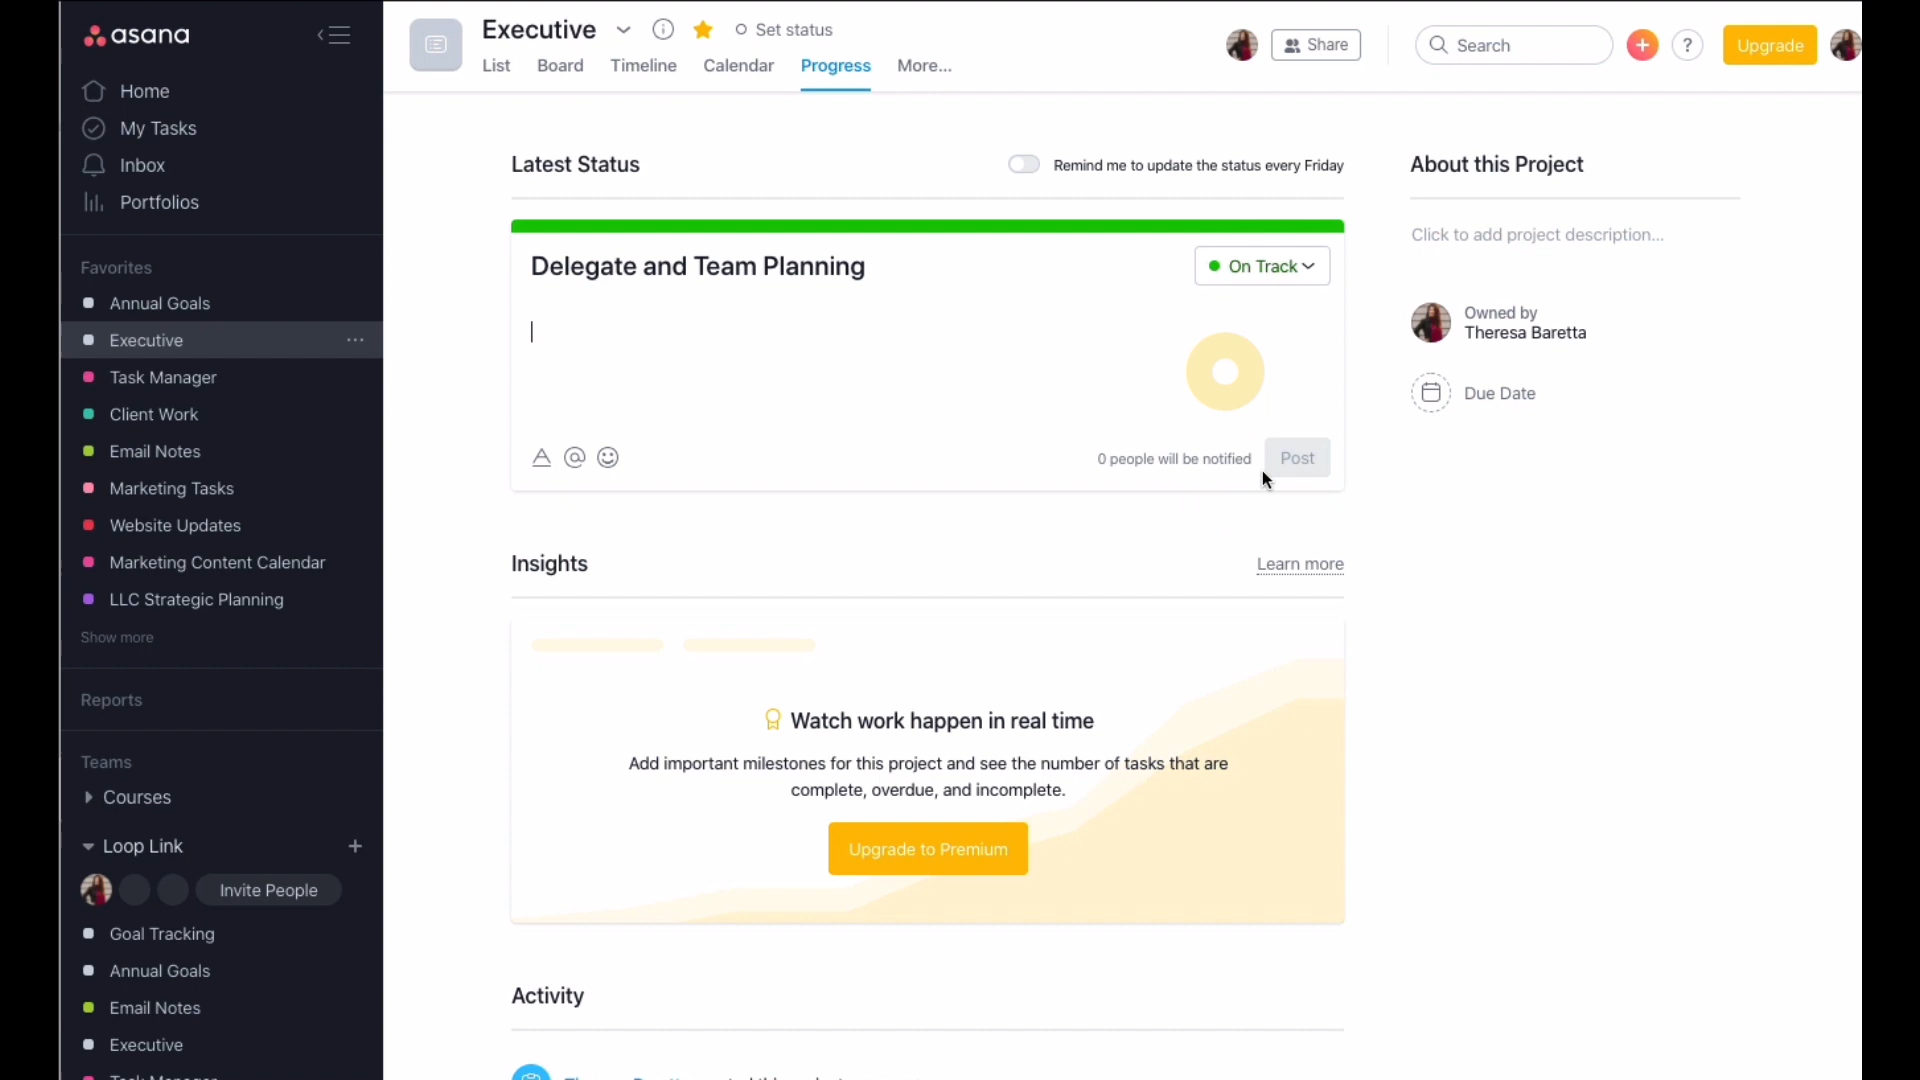 asana
Home
My Tasks
Inbox
Portfolios
Favorites
Annual Goals
Executive
Task Manager
Client Work
Email Notes
Marketing Tasks
Website Updates
Marketing Content Calendar
LLC Strategic Planning
Show more
Reports
Teams
Courses
Loop Link
Invite People
Goal Tracking
Annual Goals
Email Notes
Executive
Task Manager
Executive
Set status
List Board Timeline Calendar Progress More...
Share
Search
?
Upgrade
Latest Status
Remind me to update the status every Friday
Delegate and Team Planning
On Track
0 people will be notified
Post
Insights
Learn more
Watch work happen in real time
Add important milestones for this project and see the number of tasks that are
complete, overdue, and incomplete.
Upgrade to Premium
Activity
About this Project
Click to add project description...
Owned by
Theresa Baretta
Due Date